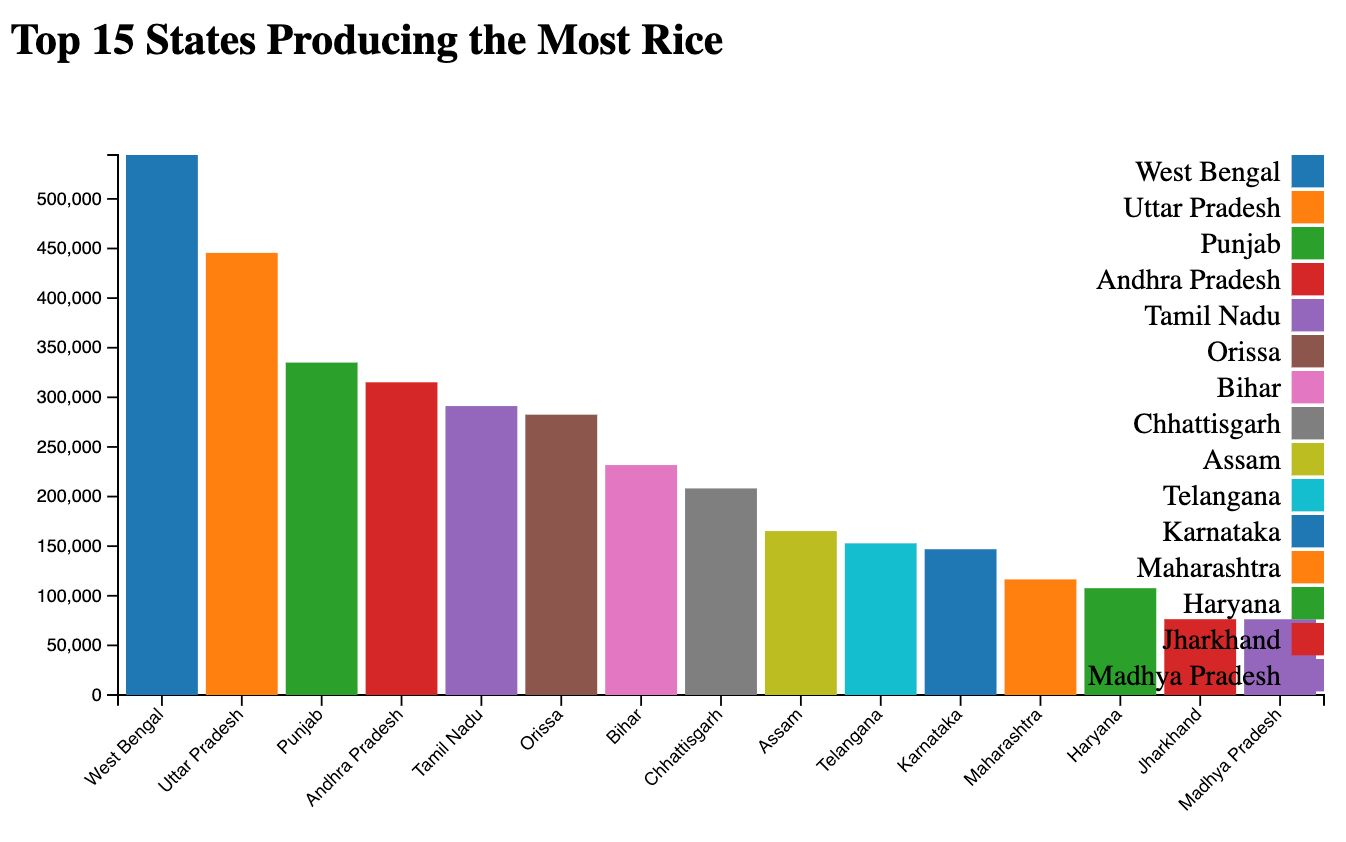 Top 15 States Producing the Most Rice
500,000
450,000
400,000
350,000
300,000
250,000
200,000
150,000
100,000
50,000
0
West Bengal
Uttar Pradesh
Punjab
Andhra Pradesh
Tamil Nadu
Orissa
Bihar
Chhattisgarh
Assam
Telangana
Karnataka
Maharashtra
Haryana
Jharkhand
Madhya Pradesh
West Bengal
Uttar Pradesh
Punjab
Andhra Pradesh
Tamil Nadu
Orissa
Bihar
Chhattisgarh
Assam
Telangana
Karnataka
Maharashtra
Haryana
Jharkhand
Madhya Pradesh